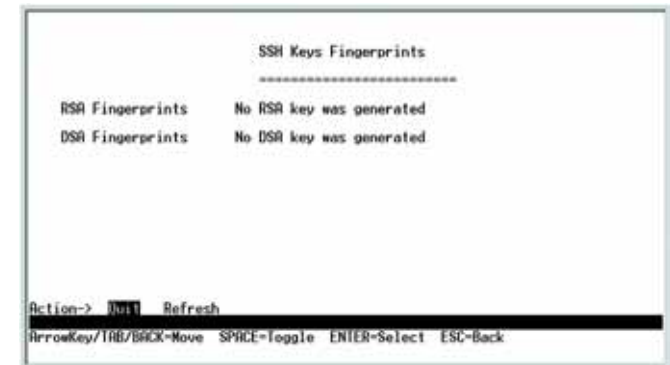 SSH Keys Fingerprints
=========================
RSA Fingerprints No RSA key was generated
DSA Fingerprints No DSA key was generated
Action-> Quit Refresh
ArrowKey/TAB/BACK=Move SPACE=Toggle ENTER=Select ESC=Back